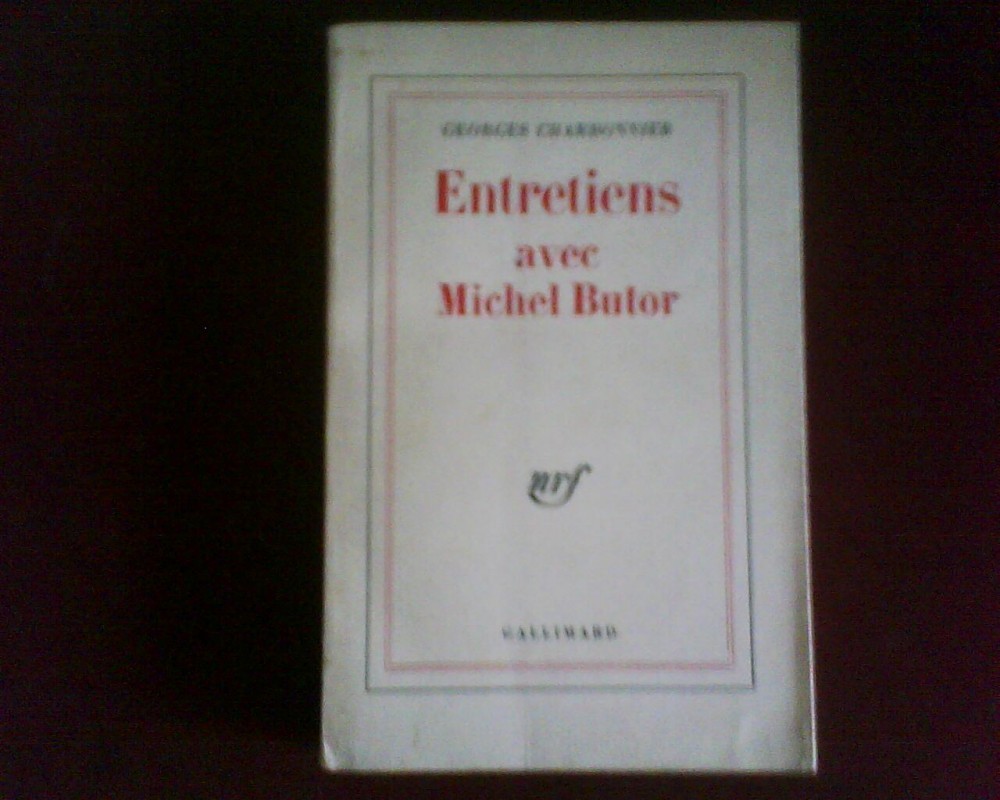 GEORGES CHARBONNIER
Entretiens
avec
Michel Butor
nrf
GALLIMARD